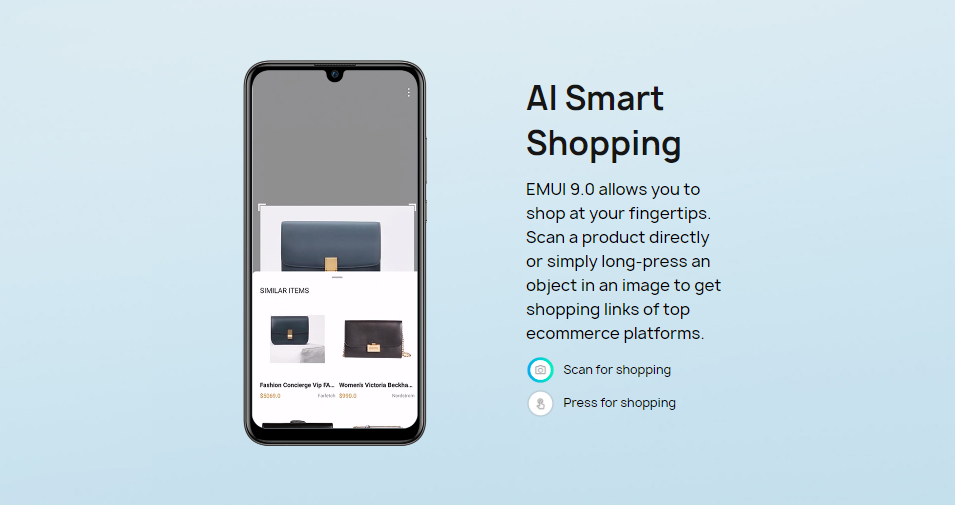 AI Smart
Shopping
EMUI 9.0 allows you to
shop at your fingertips.
Scan a product directly
or simply long-press an
object in an image to get
shopping links of top
ecommerce platforms.
Scan for shopping
Press for shopping
SIMILAR ITEMS
Fashion Concierge Vip FA... Women's Victoria Beckha...
$5069.0 Farfetch $990.0 Nordstrom